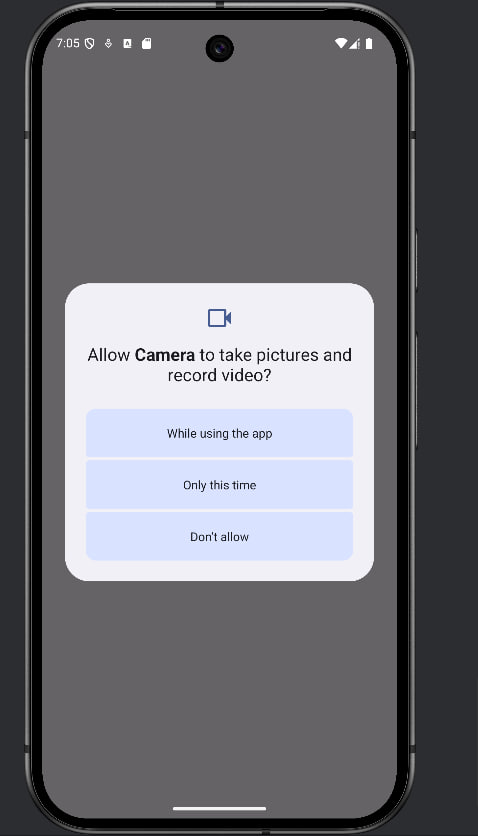 7:05
Allow Camera to take pictures and
record video?
While using the app
Only this time
Don't allow